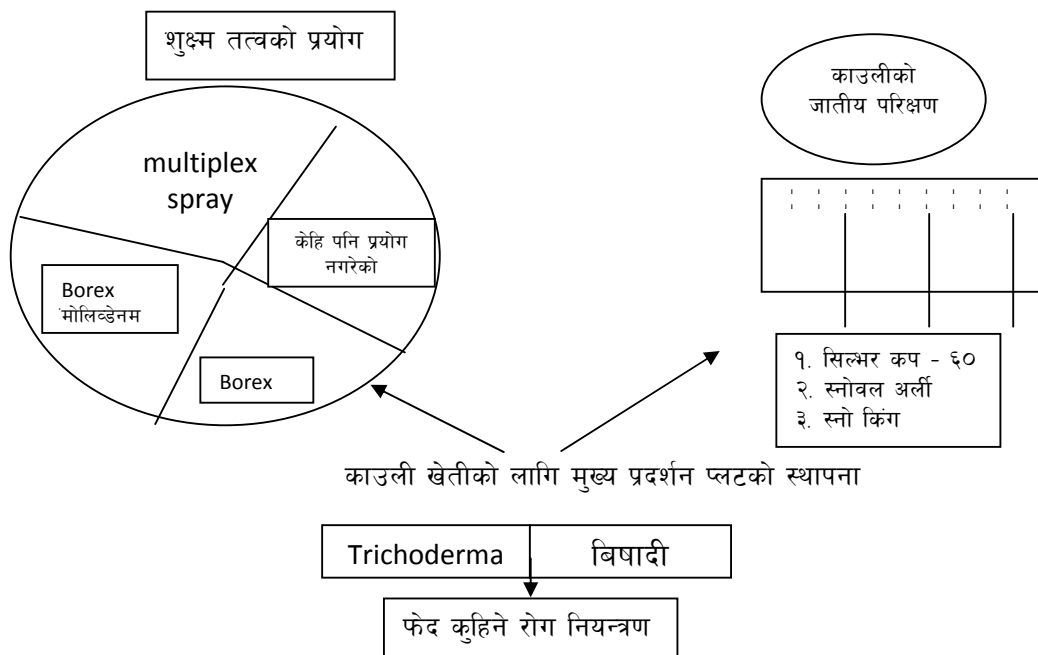 शुक्ष्म तत्वको प्रयोग
काउलीको
जातीय परिक्षण
multiplex
spray
केहि पनि प्रयोग
नगरेको
Borex
मोलिव्डेनम
Borex
१. सिल्भर कप - ६०
२. स्नोवल अर्ली
३. स्नो किंग
काउली खेतीको लागि मुख्य प्रदर्शन प्लटको स्थापना
Trichoderma बिषादी
फेद कुहिने रोग नियन्त्रण